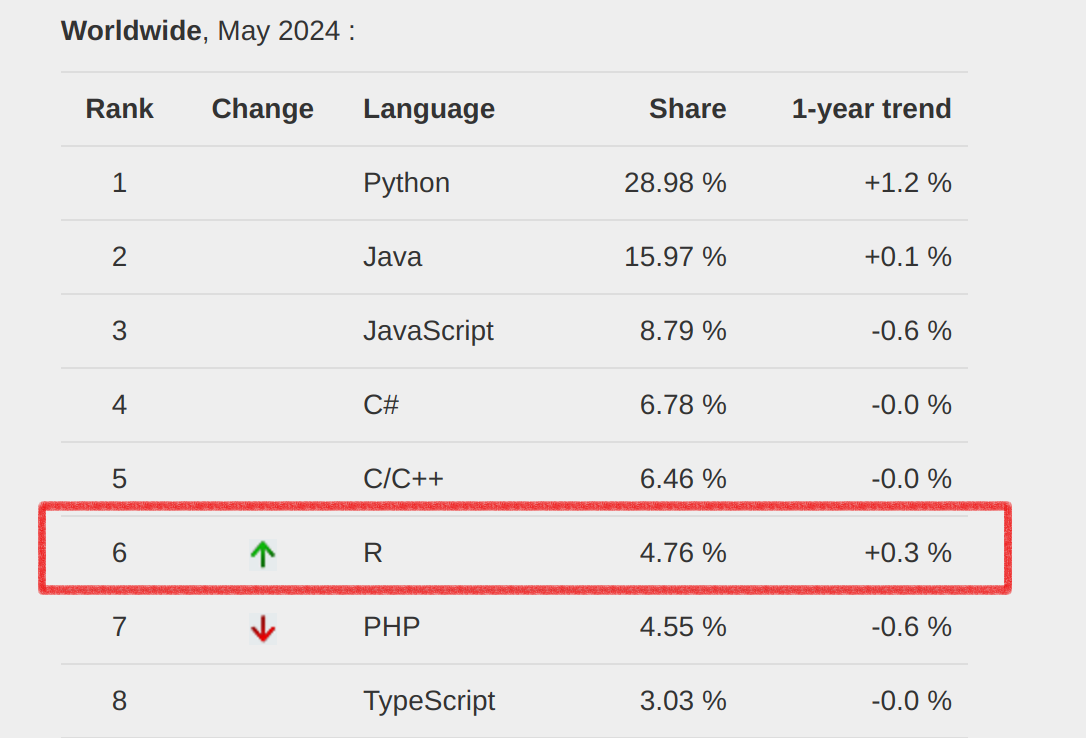 Worldwide, May 2024 :
Rank Change Language Share 1-year trend
1 Python 28.98 % +1.2 %
2 Java 15.97 % +0.1 %
3 JavaScript 8.79 % -0.6 %
4 C# 6.78 % -0.0 %
5 C/C++ 6.46 % -0.0 %
6 R 4.76 % +0.3 %
7 PHP 4.55 % -0.6 %
8 TypeScript 3.03 % -0.0 %